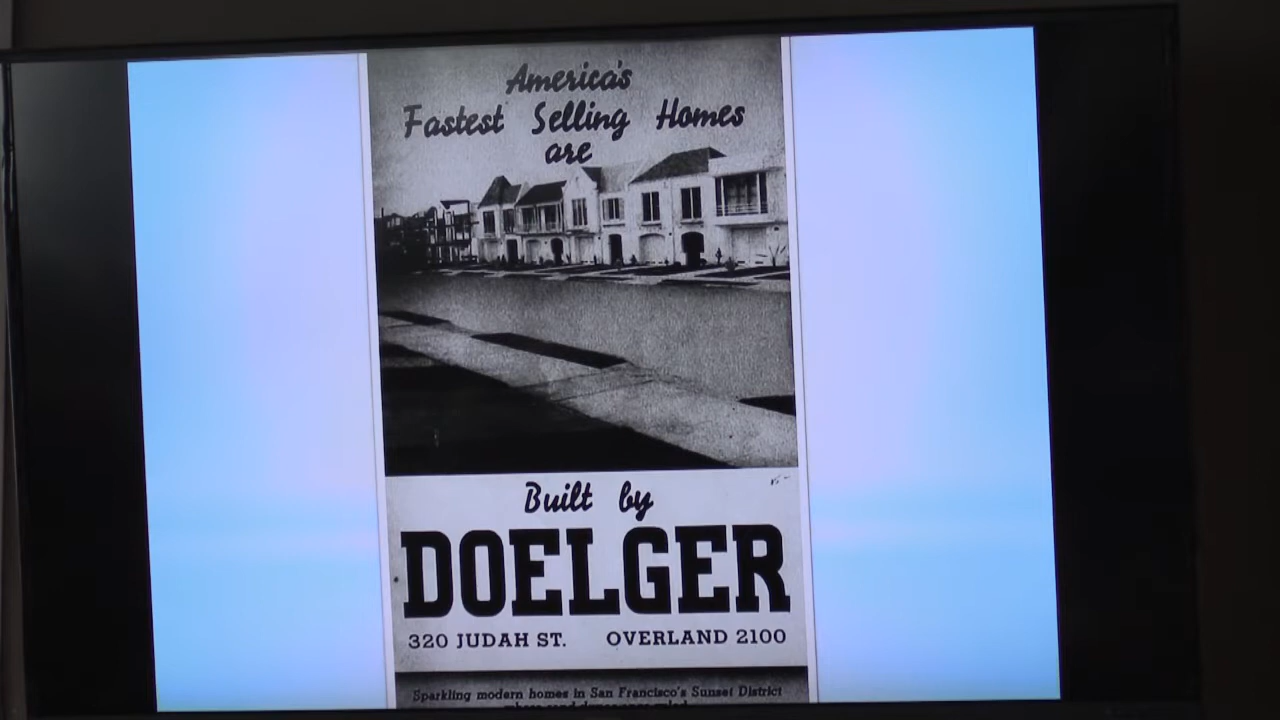 America's
Fastest Selling Homes
are
Built by
DOELGER
320 JUDAH ST. OVERLAND 2100
Sparkling modern homes in San Francisco's Sunset District